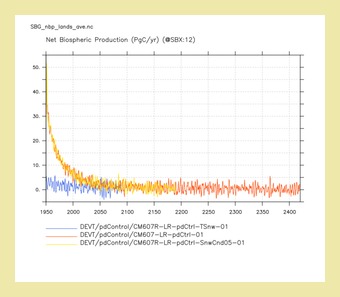 SBG_nbp_lands_ave.nc
Net Biospheric Production (PgC/yr) (@SBX:12)
50.
40.
30.
20.
10.
0.
1950 2000 2050 2100 2150 2200 2250 2300 2350 2400
DEVT/pdControl/CM607R-LR-pdCtrl-TSnw-01
DEVT/pdControl/CM607-LR-pdCtrl-01
DEVT/pdControl/CM607R-LR-pdCtrl-SnwCnd05-01